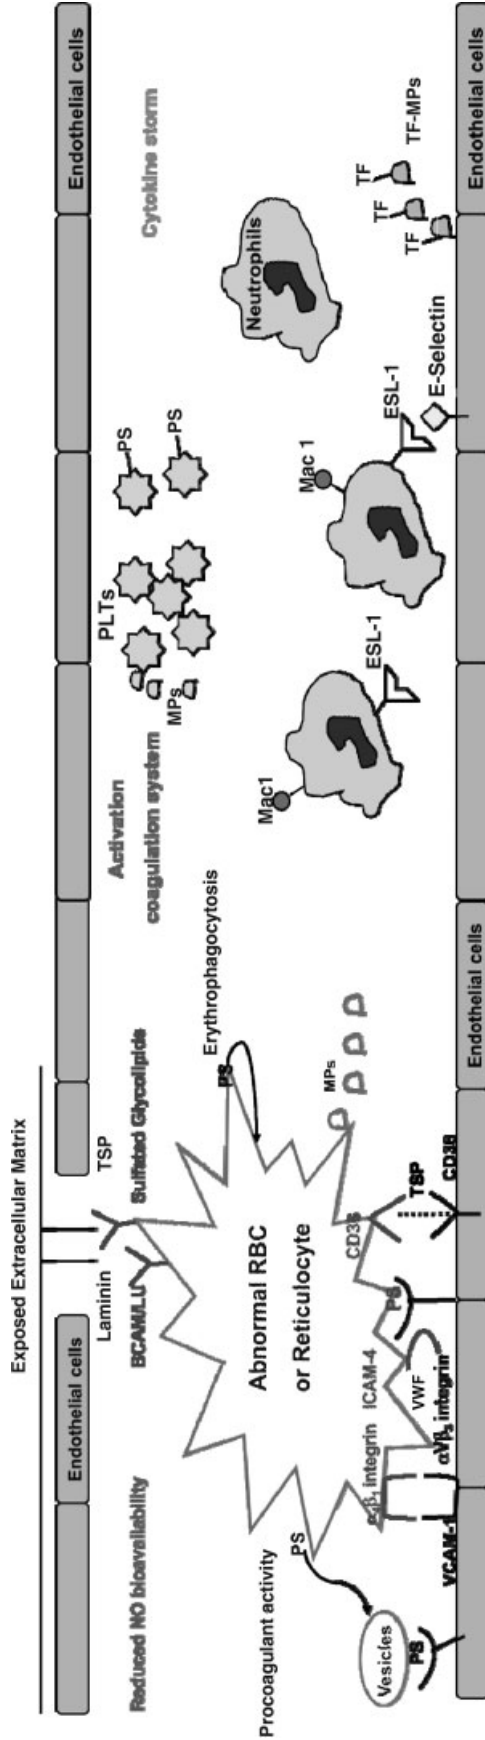 Exposed Extracellular Matrix
Endothelial cells
Endothelial cells
Laminin
TSP
Reduced NO bioavailability
BCAM/LU
Sulfated Glycolipids
Activation
coagulation system
PLTs
MPs
PS
PS
Cytokine storm
Procoagulant activity
PS
Abnormal RBC
or Reticulocyte
PS
Erythrophagocytosis
MPs
Neutrophils
Mac1
ESL-1
Mac 1
ESL-1
E-Selectin
TF
TF
TF
TF-MPs
Vesicles
PS
α4β1 integrin
ICAM-4
VWF
αVβ3 integrin
VCAM-1
PS
CD36
TSP
CD36
Endothelial cells
Endothelial cells